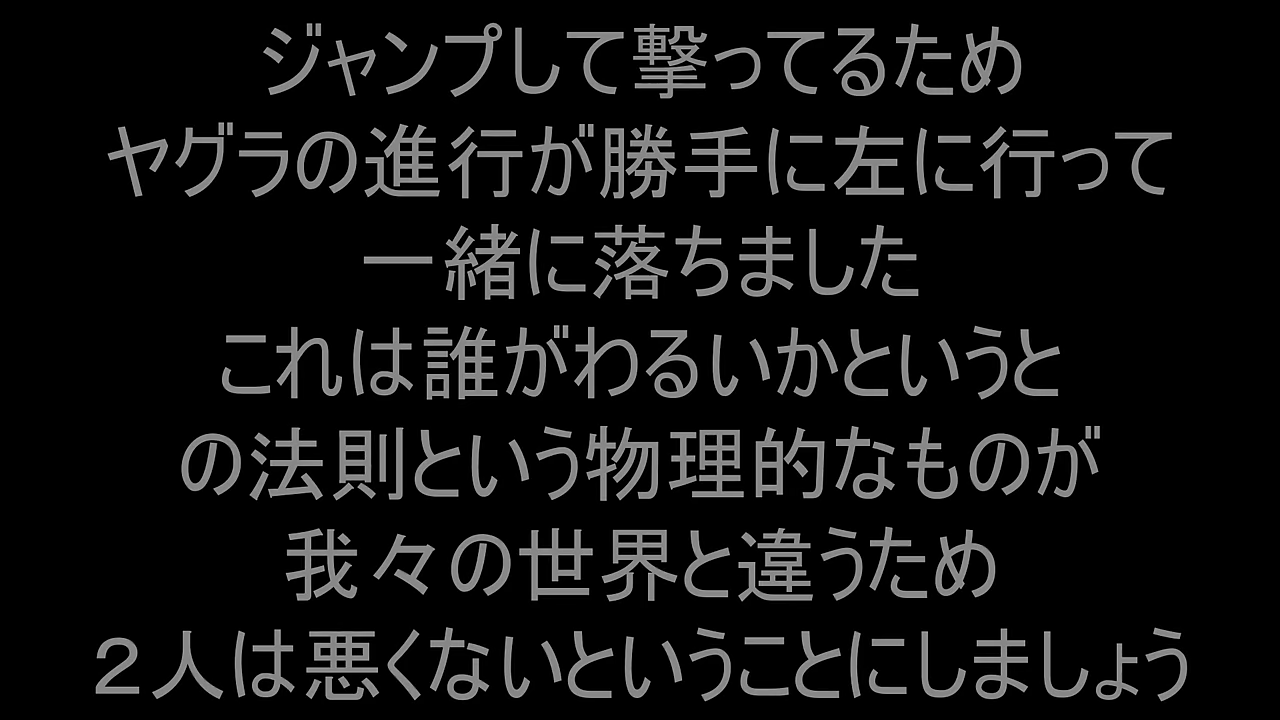 ジャンプして撃ってるため
ヤグラの進行が勝手に左に行って
一緒に落ちました
これは誰がわるいかというと
の法則という物理的なものが
我々の世界と違うため
２人は悪くないということにしましょう